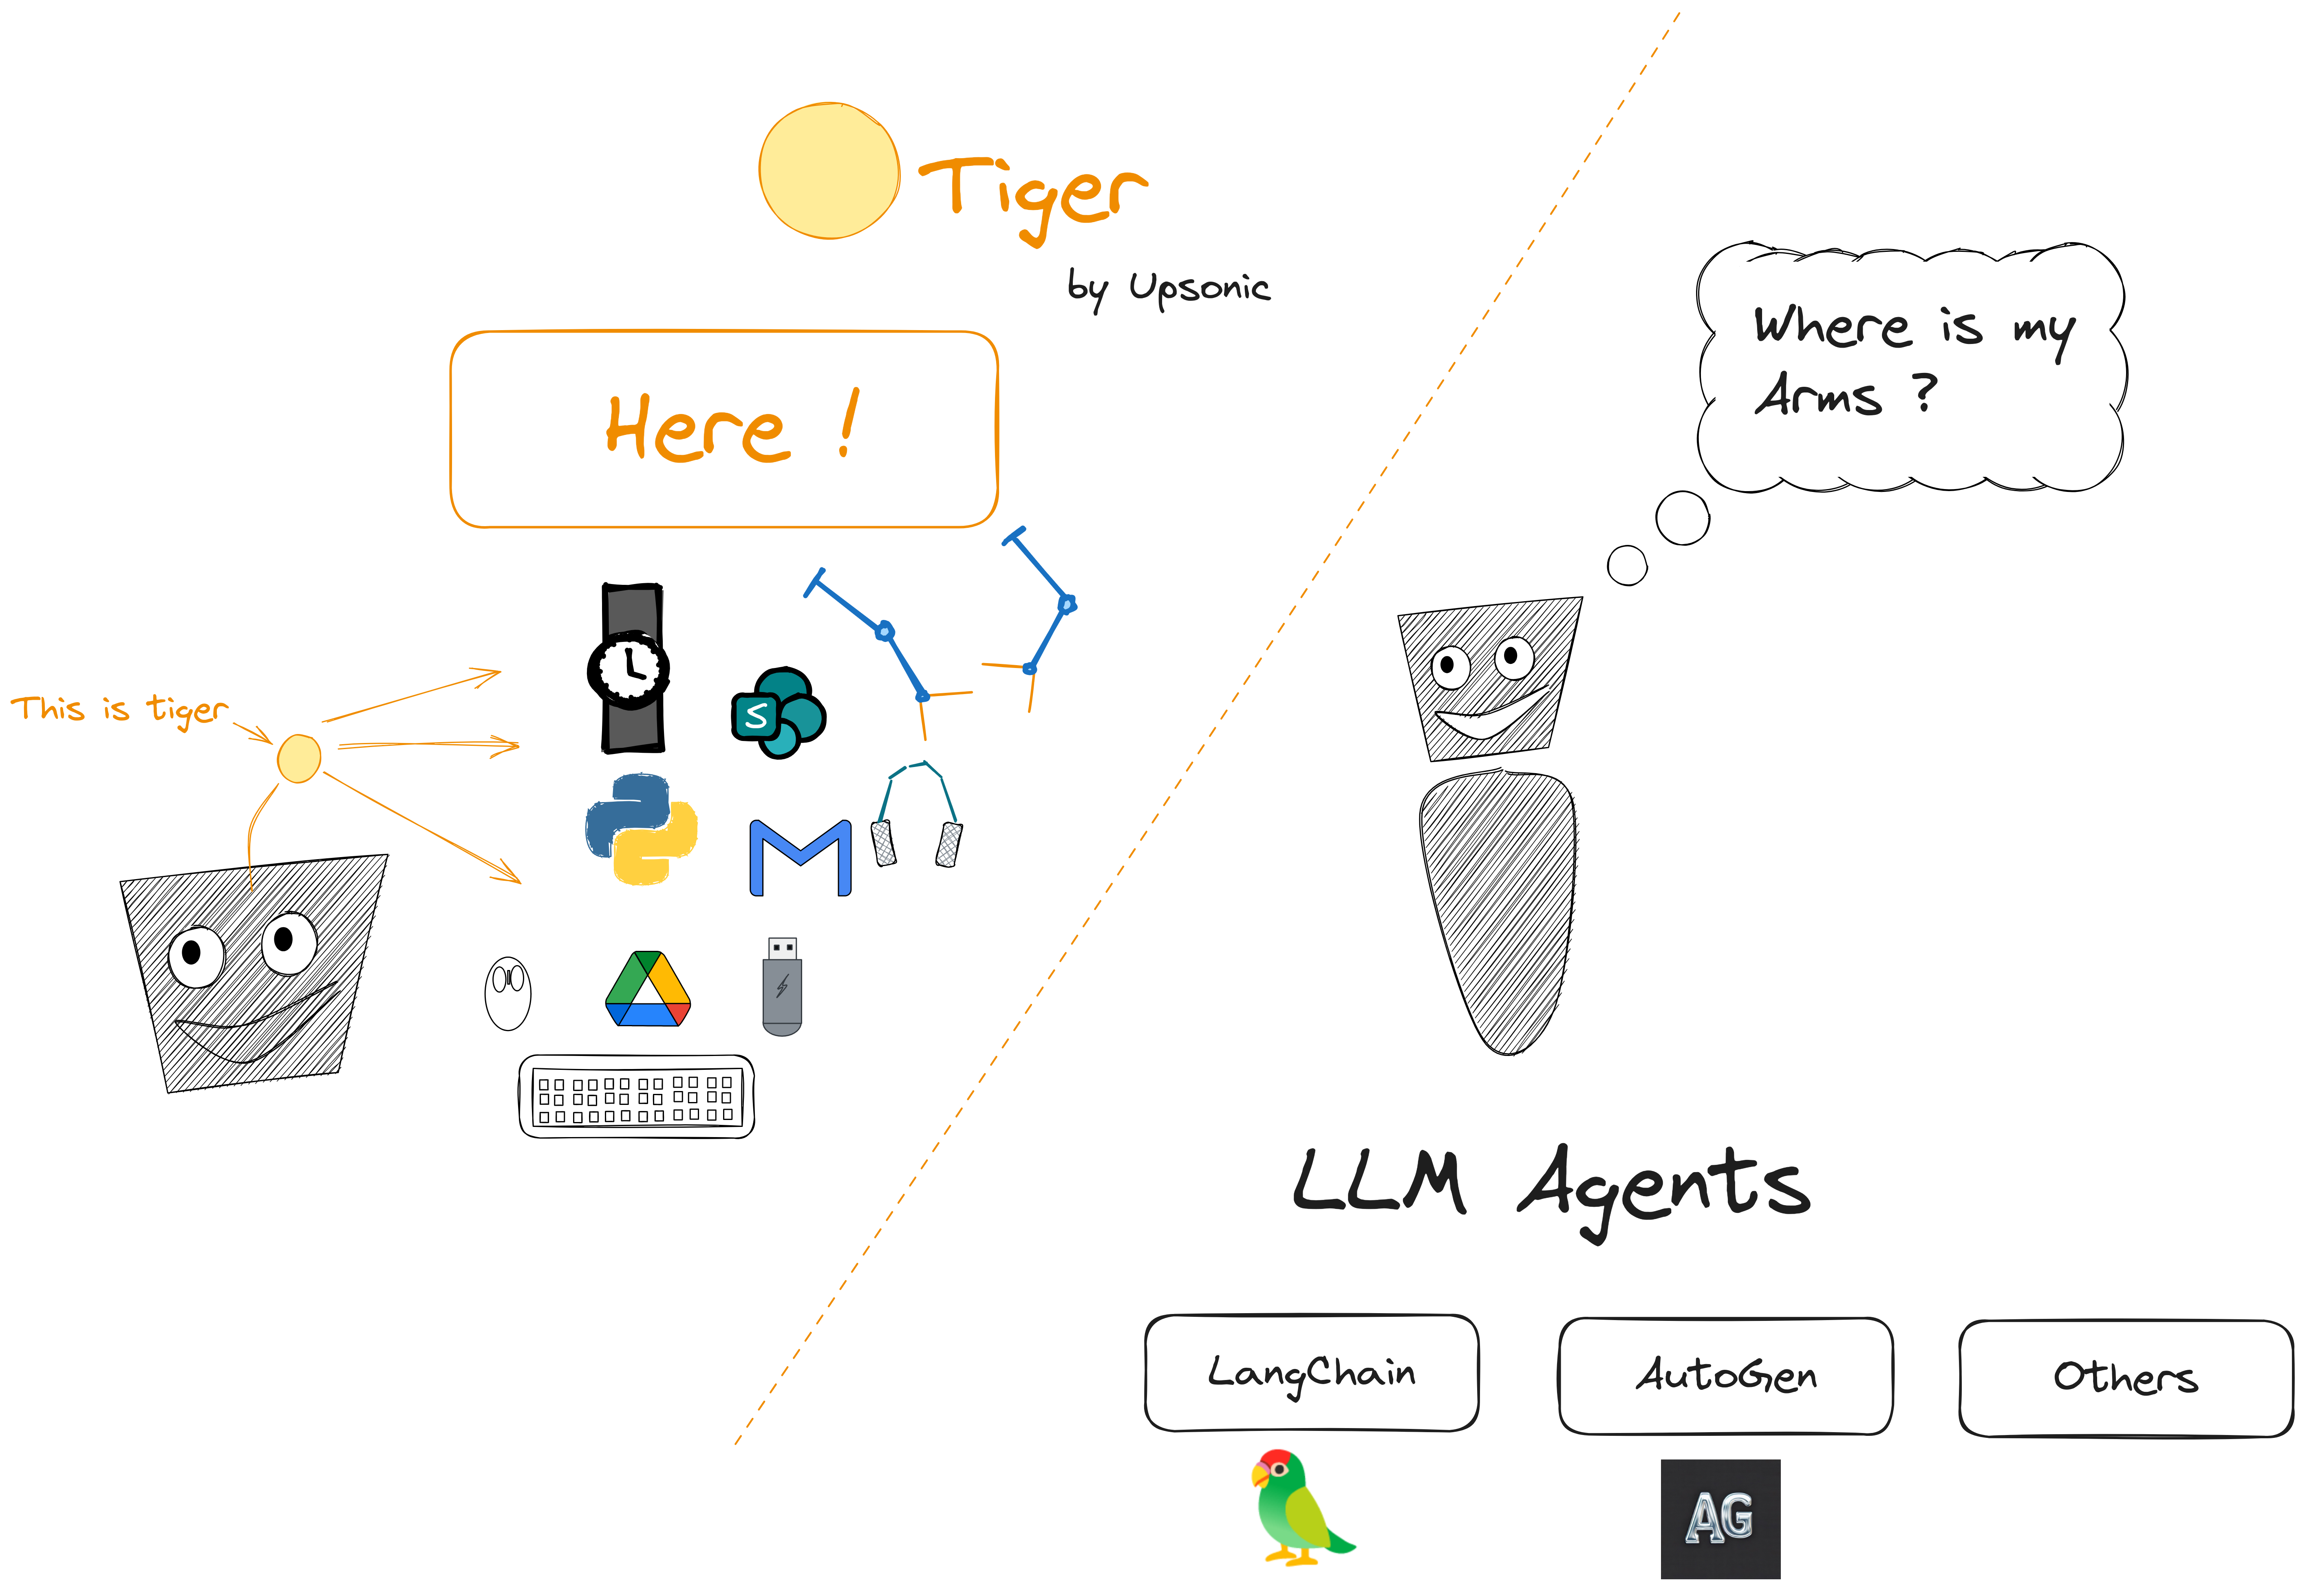 Tiger
by Upsonic
Here !
Where is my
Arms ?
This is tiger
S
LLM Agents
LangChain
AutoGen
Others
AG